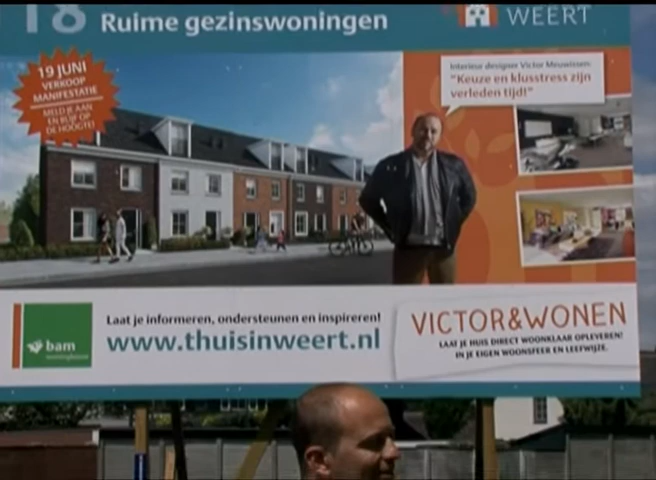 18 Ruime gezinswoningen
WEERT
19 JUNI
VERKOOP
MANIFESTATIE
MELD JE AAN
EN BLIJF OP
DE HOOGTE!
Interieur designer Victor Meuwissen:
"Keuze en klusstress zijn
verleden tijd!"
bam
woningbouw
Laat je informeren, ondersteunen en inspireren!
www.thuisinweert.nl
VICTOR&WONEN
LAAT JE HUIS DIRECT WOONKLAAR OPLEVEREN!
IN JE EIGEN WOONSFEER EN LEEFWIJZE.